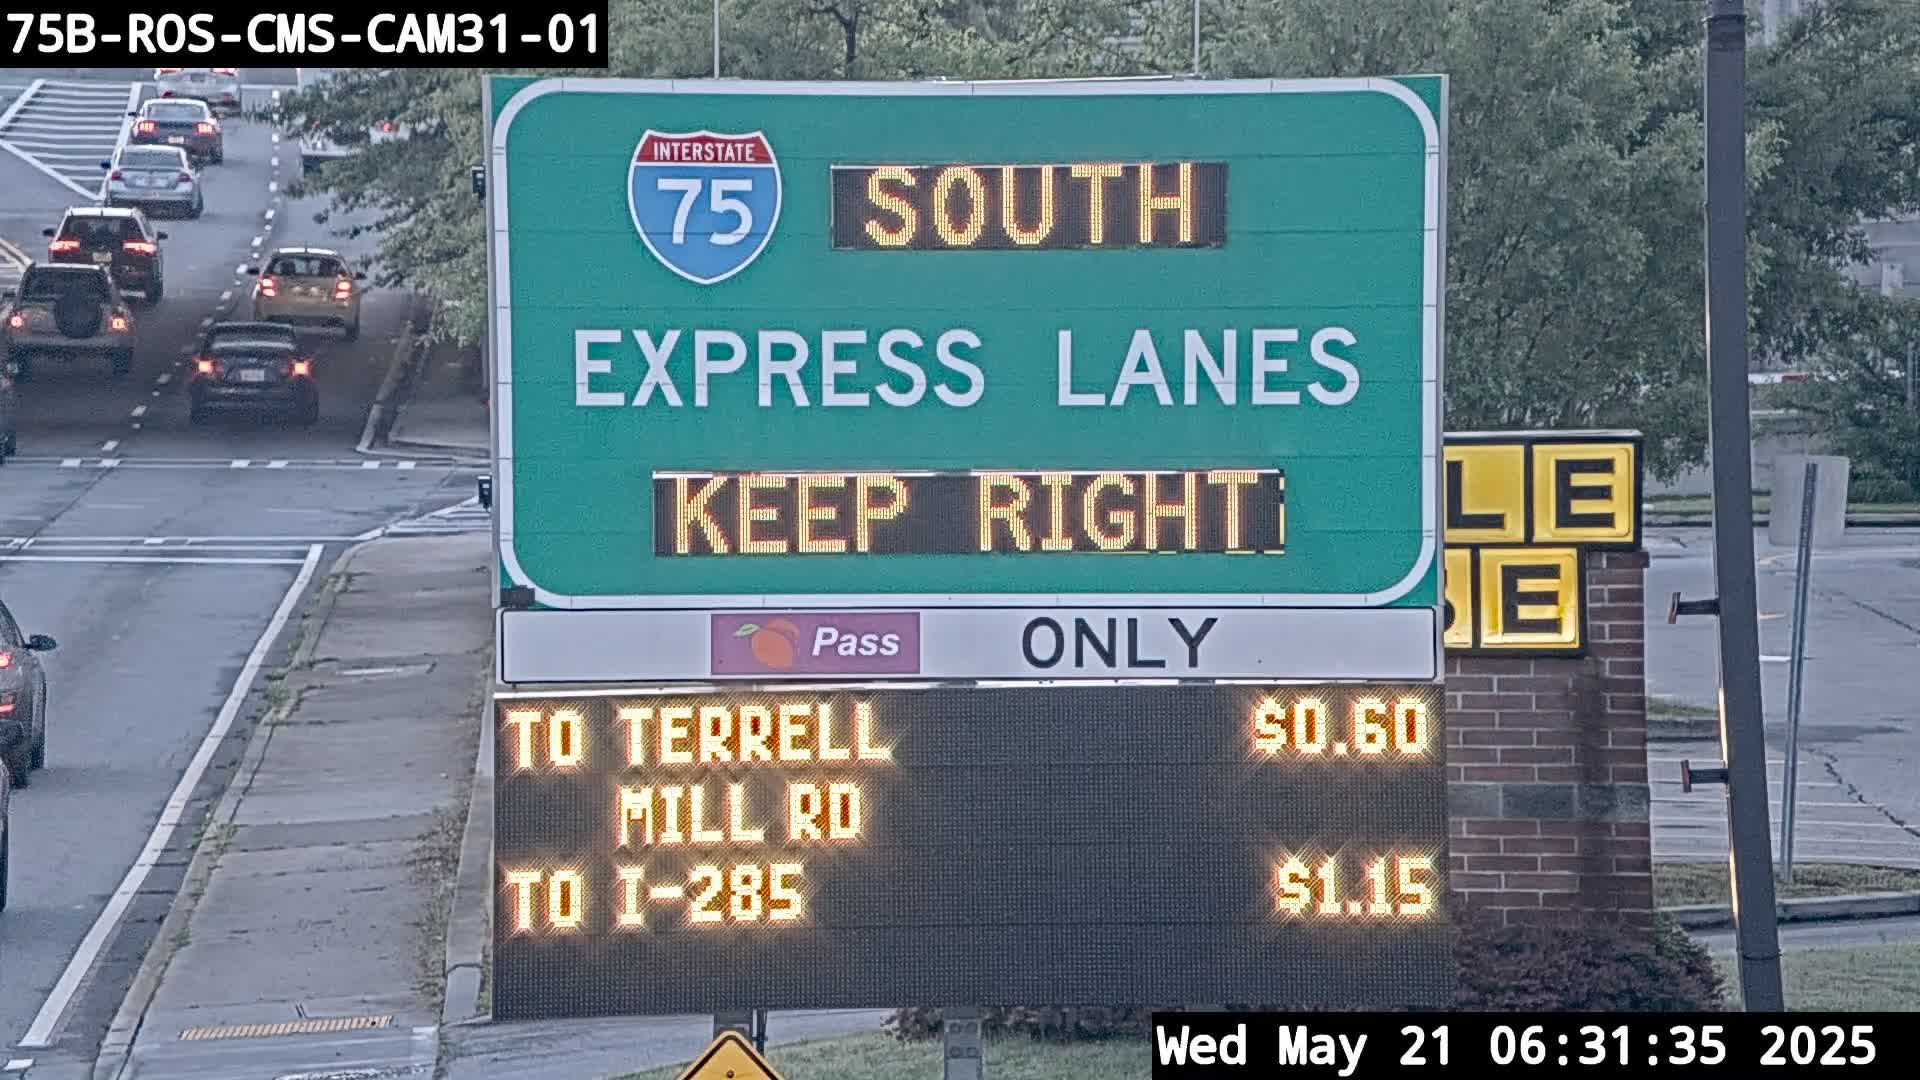 75B-ROS-CMS-CAM31-01
INTERSTATE
75
SOUTH
EXPRESS LANES
KEEP RIGHT
Pass ONLY
TO TERRELL $0.60
MILL RD
TO I-285 $1.15
LE
E
Wed May 21 06:31:35 2025